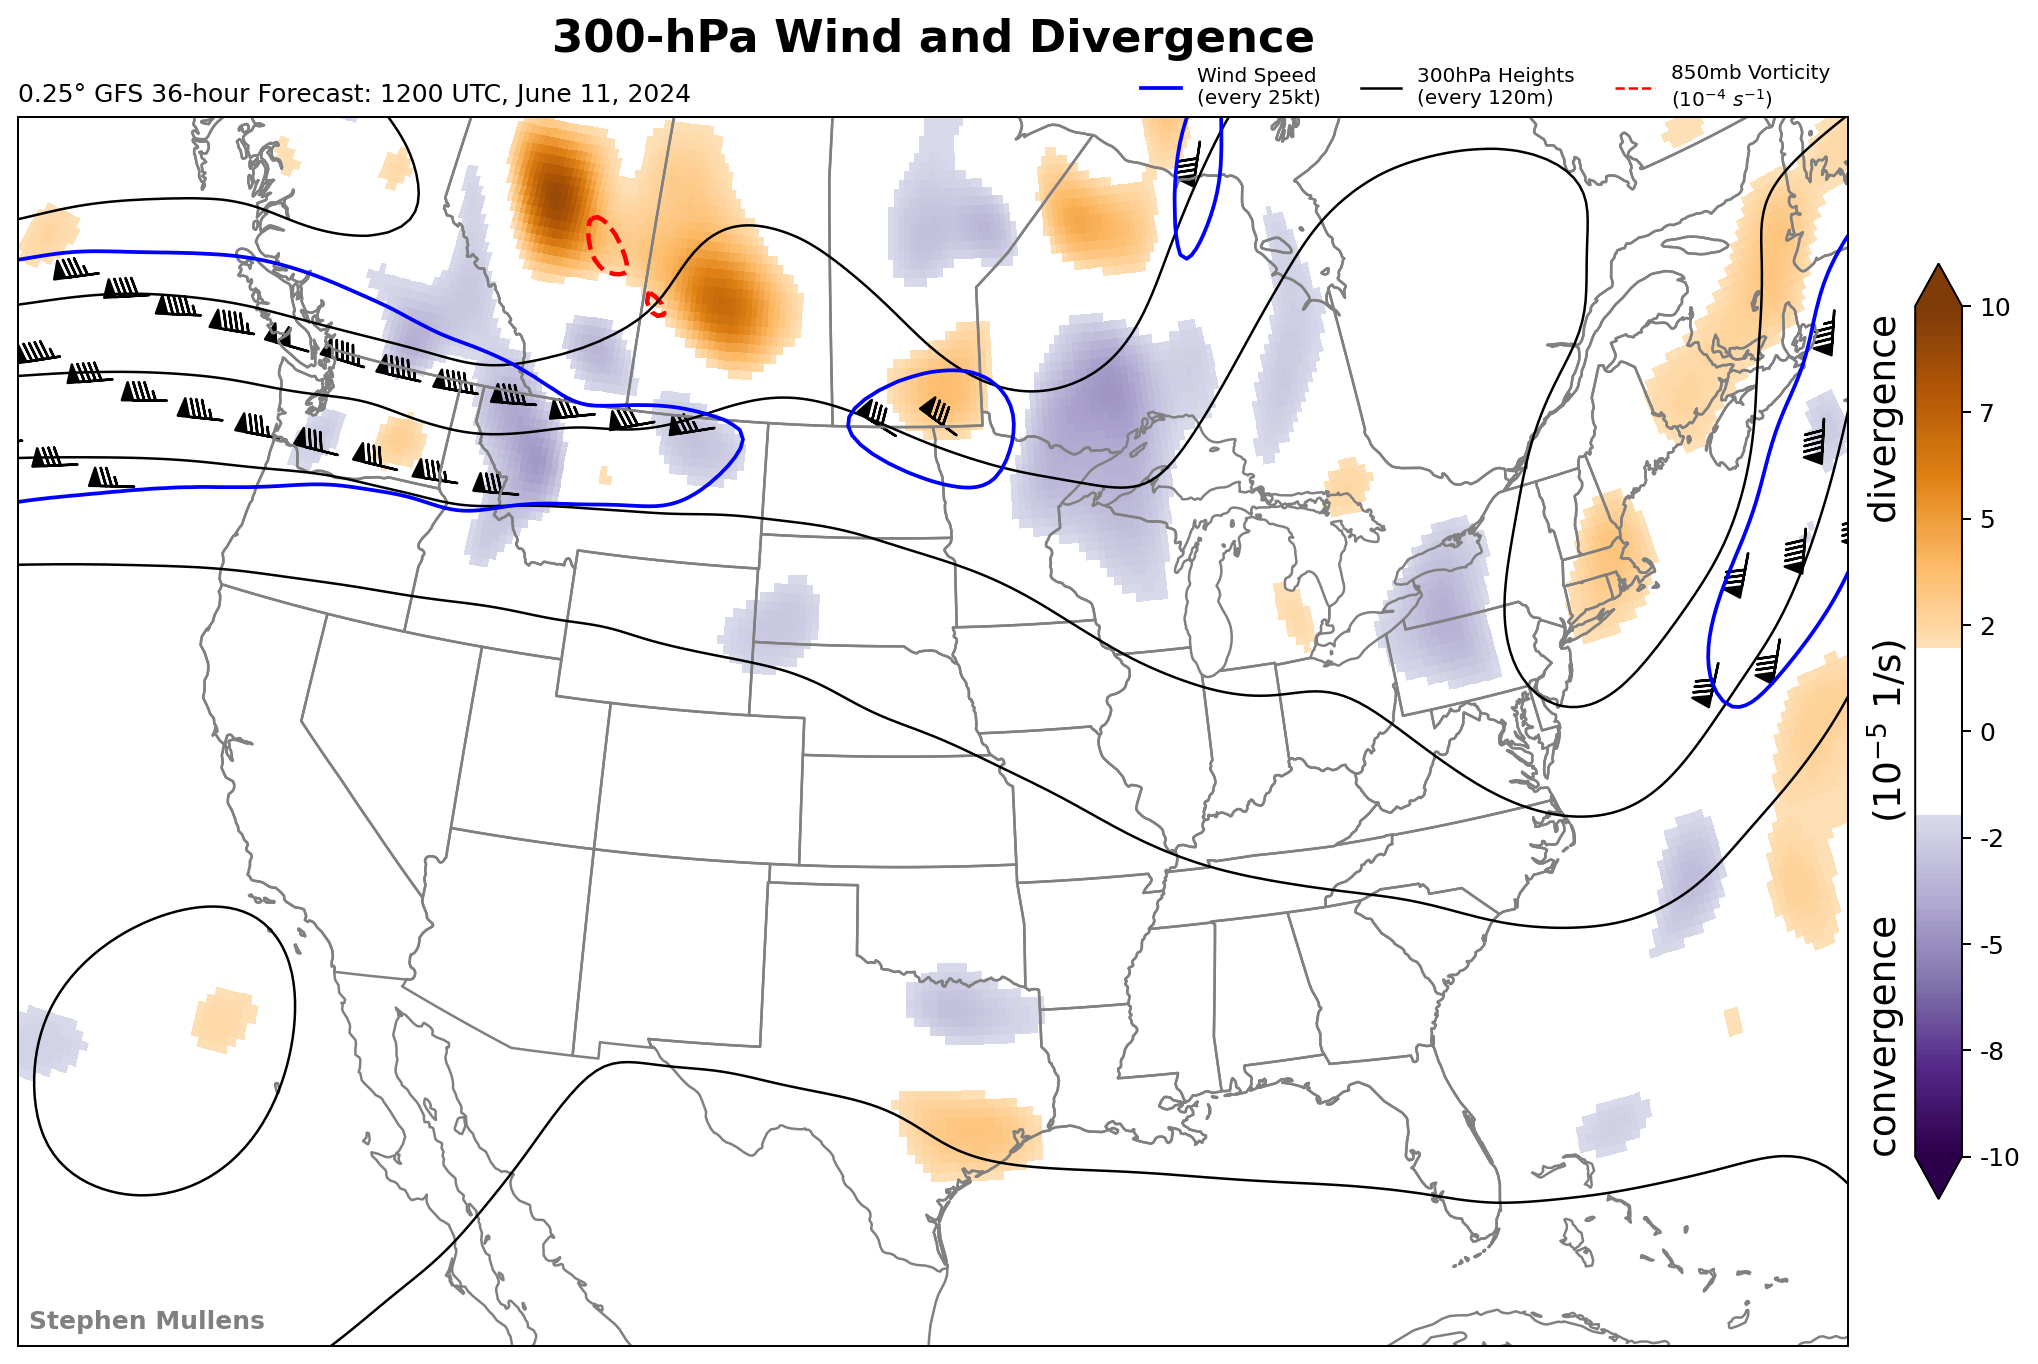 300-hPa Wind and Divergence
0.25° GFS 36-hour Forecast: 1200 UTC, June 11, 2024
Wind Speed
(every 25kt)
300hPa Heights
(every 120m)
850mb Vorticity
(10⁻⁴ s⁻¹)
10
7
5
2
0
-2
-5
-8
-10
convergence (10⁻⁵ 1/s) divergence
Stephen Mullens